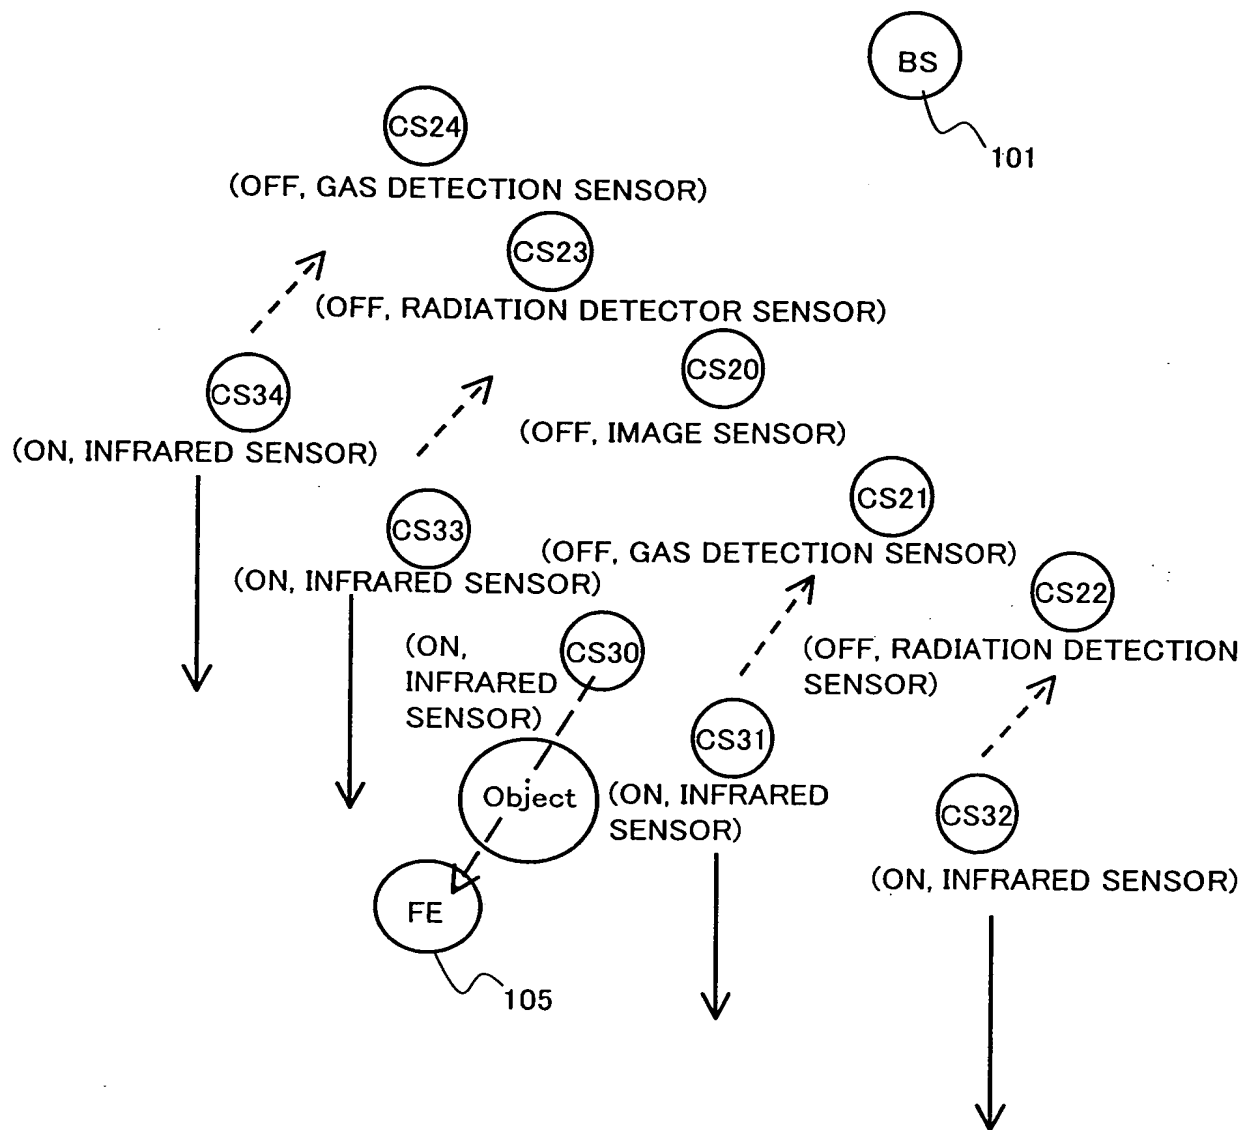 BS
101
CS24
(OFF, GAS DETECTION SENSOR)
CS23
(OFF, RADIATION DETECTOR SENSOR)
CS20
(OFF, IMAGE SENSOR)
CS34
(ON, INFRARED SENSOR)
CS21
(OFF, GAS DETECTION SENSOR)
CS33
(ON, INFRARED SENSOR)
CS22
(OFF, RADIATION DETECTION
SENSOR)
CS30
(ON,
INFRARED
SENSOR)
CS31
(ON, INFRARED
SENSOR)
Object
CS32
(ON, INFRARED SENSOR)
FE
105